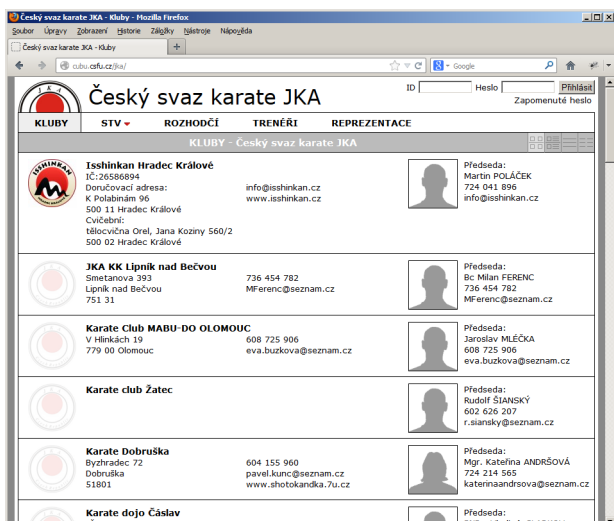 Český svaz karate JKA - Kluby - Mozilla Firefox
Soubor Úpravy Zobrazení Historie Záložky Nástroje Nápověda
Český svaz karate JKA - Kluby
cubu.csfu.cz/jka/
Google
JKA
Český svaz karate JKA
ID Heslo Přihlásit
Zapomenuté heslo
KLUBY STV ROZHODČÍ TRENÉŘI REPREZENTACE
KLUBY - Český svaz karate JKA
ISSHINKAN
Isshinkan Hradec Králové
IČ:26586894
Doručovací adresa:
K Polabinám 96
500 11 Hradec Králové
Cvičební:
tělocvična Orel, Jana Koziny 560/2
500 02 Hradec Králové
info@isshinkan.cz
www.isshinkan.cz
Předseda:
Martin POLÁČEK
724 041 896
info@isshinkan.cz
JKA KK Lipník nad Bečvou
Smetanova 393
Lipník nad Bečvou
751 31
736 454 782
MFerenc@seznam.cz
Předseda:
Bc Milan FERENC
736 454 782
MFerenc@seznam.cz
Karate Club MABU-DO OLOMOUC
V Hlinkách 19
779 00 Olomouc
608 725 906
eva.buzkova@seznam.cz
Předseda:
Jaroslav MLÉČKA
608 725 906
eva.buzkova@seznam.cz
Karate club Žatec
Předseda:
Rudolf ŠIANSKÝ
602 626 207
r.siansky@seznam.cz
Karate Dobruška
Byzhradec 72
Dobruška
51801
604 155 960
pavel.kunc@seznam.cz
www.shotokandka.7u.cz
Předseda:
Mgr. Kateřina ANDRŠOVÁ
724 214 565
katerinaandrsova@seznam.cz
Karate dojo Čáslav
Předseda: